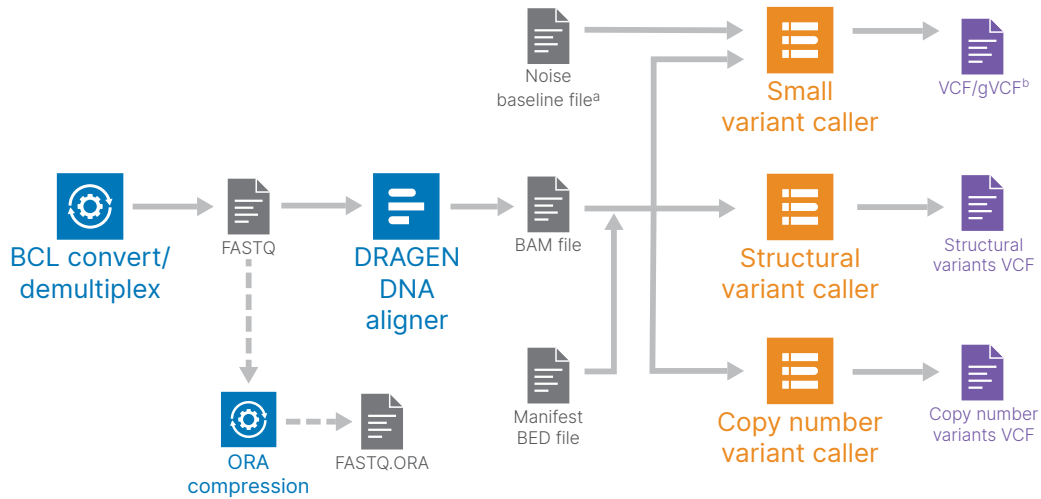 Noise
baseline fileᵃ
Small
variant caller
VCF/gVCFᵇ
BCL convert/
demultiplex
FASTQ
DRAGEN
DNA
aligner
BAM file
Structural
variant caller
Structural
variants VCF
ORA
compression
FASTQ.ORA
Manifest
BED file
Copy number
variant caller
Copy number
variants VCF